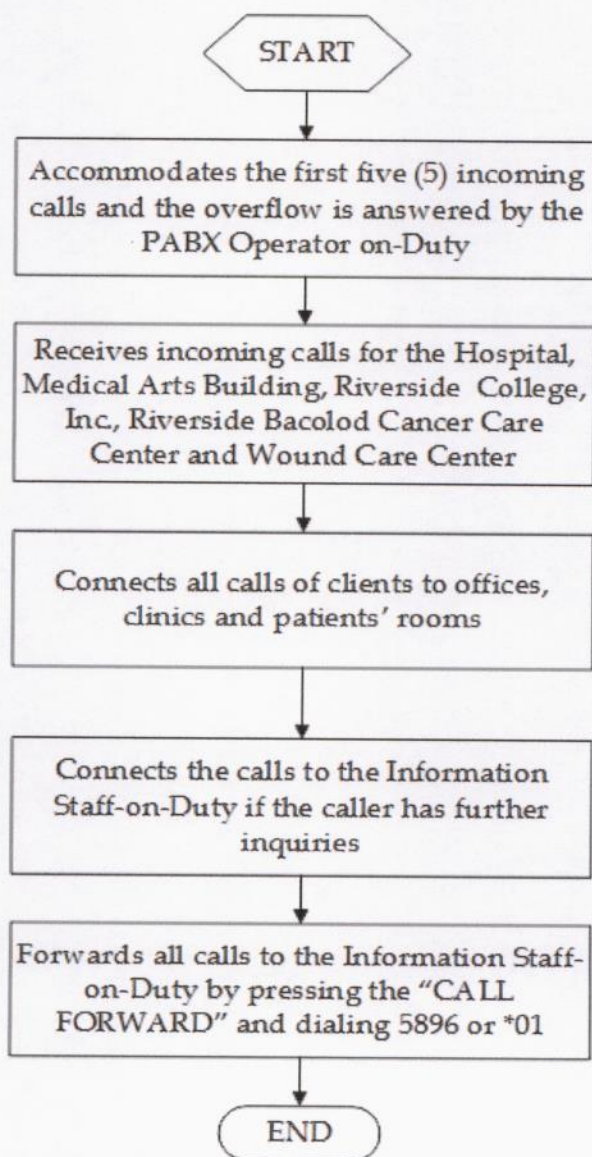 START
Accommodates the first five (5) incoming
calls and the overflow is answered by the
PABX Operator on-Duty
Receives incoming calls for the Hospital,
Medical Arts Building, Riverside College,
Inc., Riverside Bacolod Cancer Care
Center and Wound Care Center
Connects all calls of clients to offices,
clinics and patients' rooms
Connects the calls to the Information
Staff-on-Duty if the caller has further
inquiries
Forwards all calls to the Information Staff-
on-Duty by pressing the "CALL
FORWARD" and dialing 5896 or *01
END